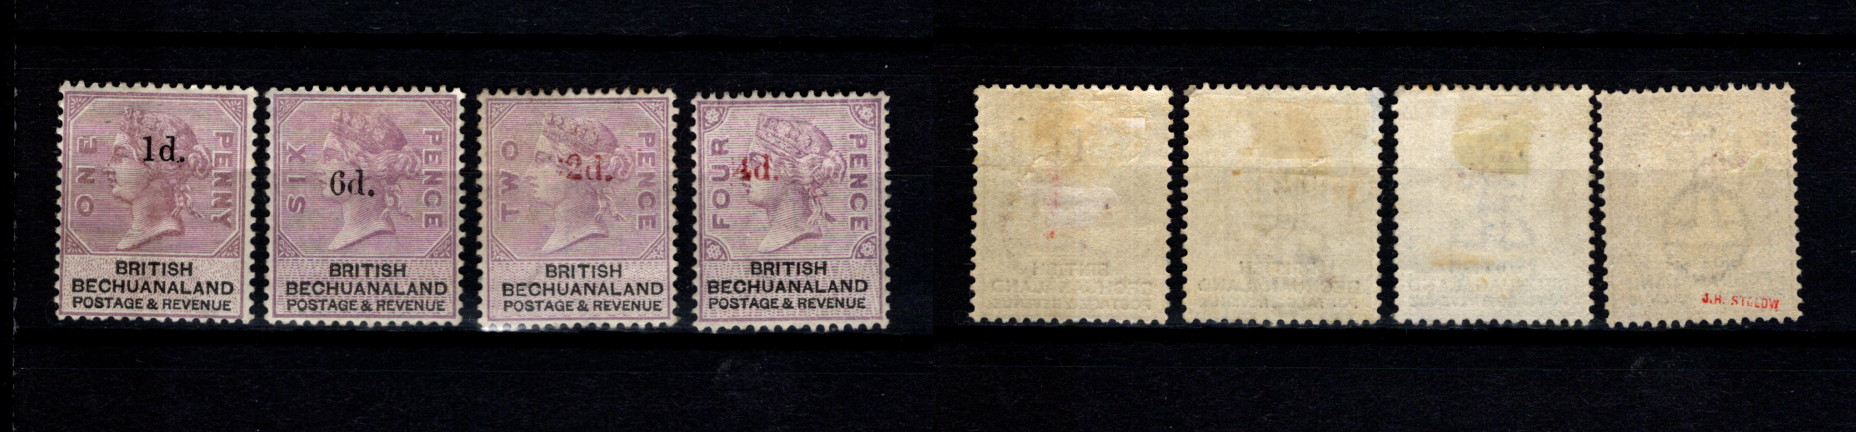 ONE PENNY
1d.
BRITISH
BECHUANALAND
POSTAGE & REVENUE
SIX PENCE
6d.
BRITISH
BECHUANALAND
POSTAGE & REVENUE
TWO PENCE
2d.
BRITISH
BECHUANALAND
POSTAGE & REVENUE
FOUR PENCE
4d.
BRITISH
BECHUANALAND
POSTAGE & REVENUE
J.H. STOLOW